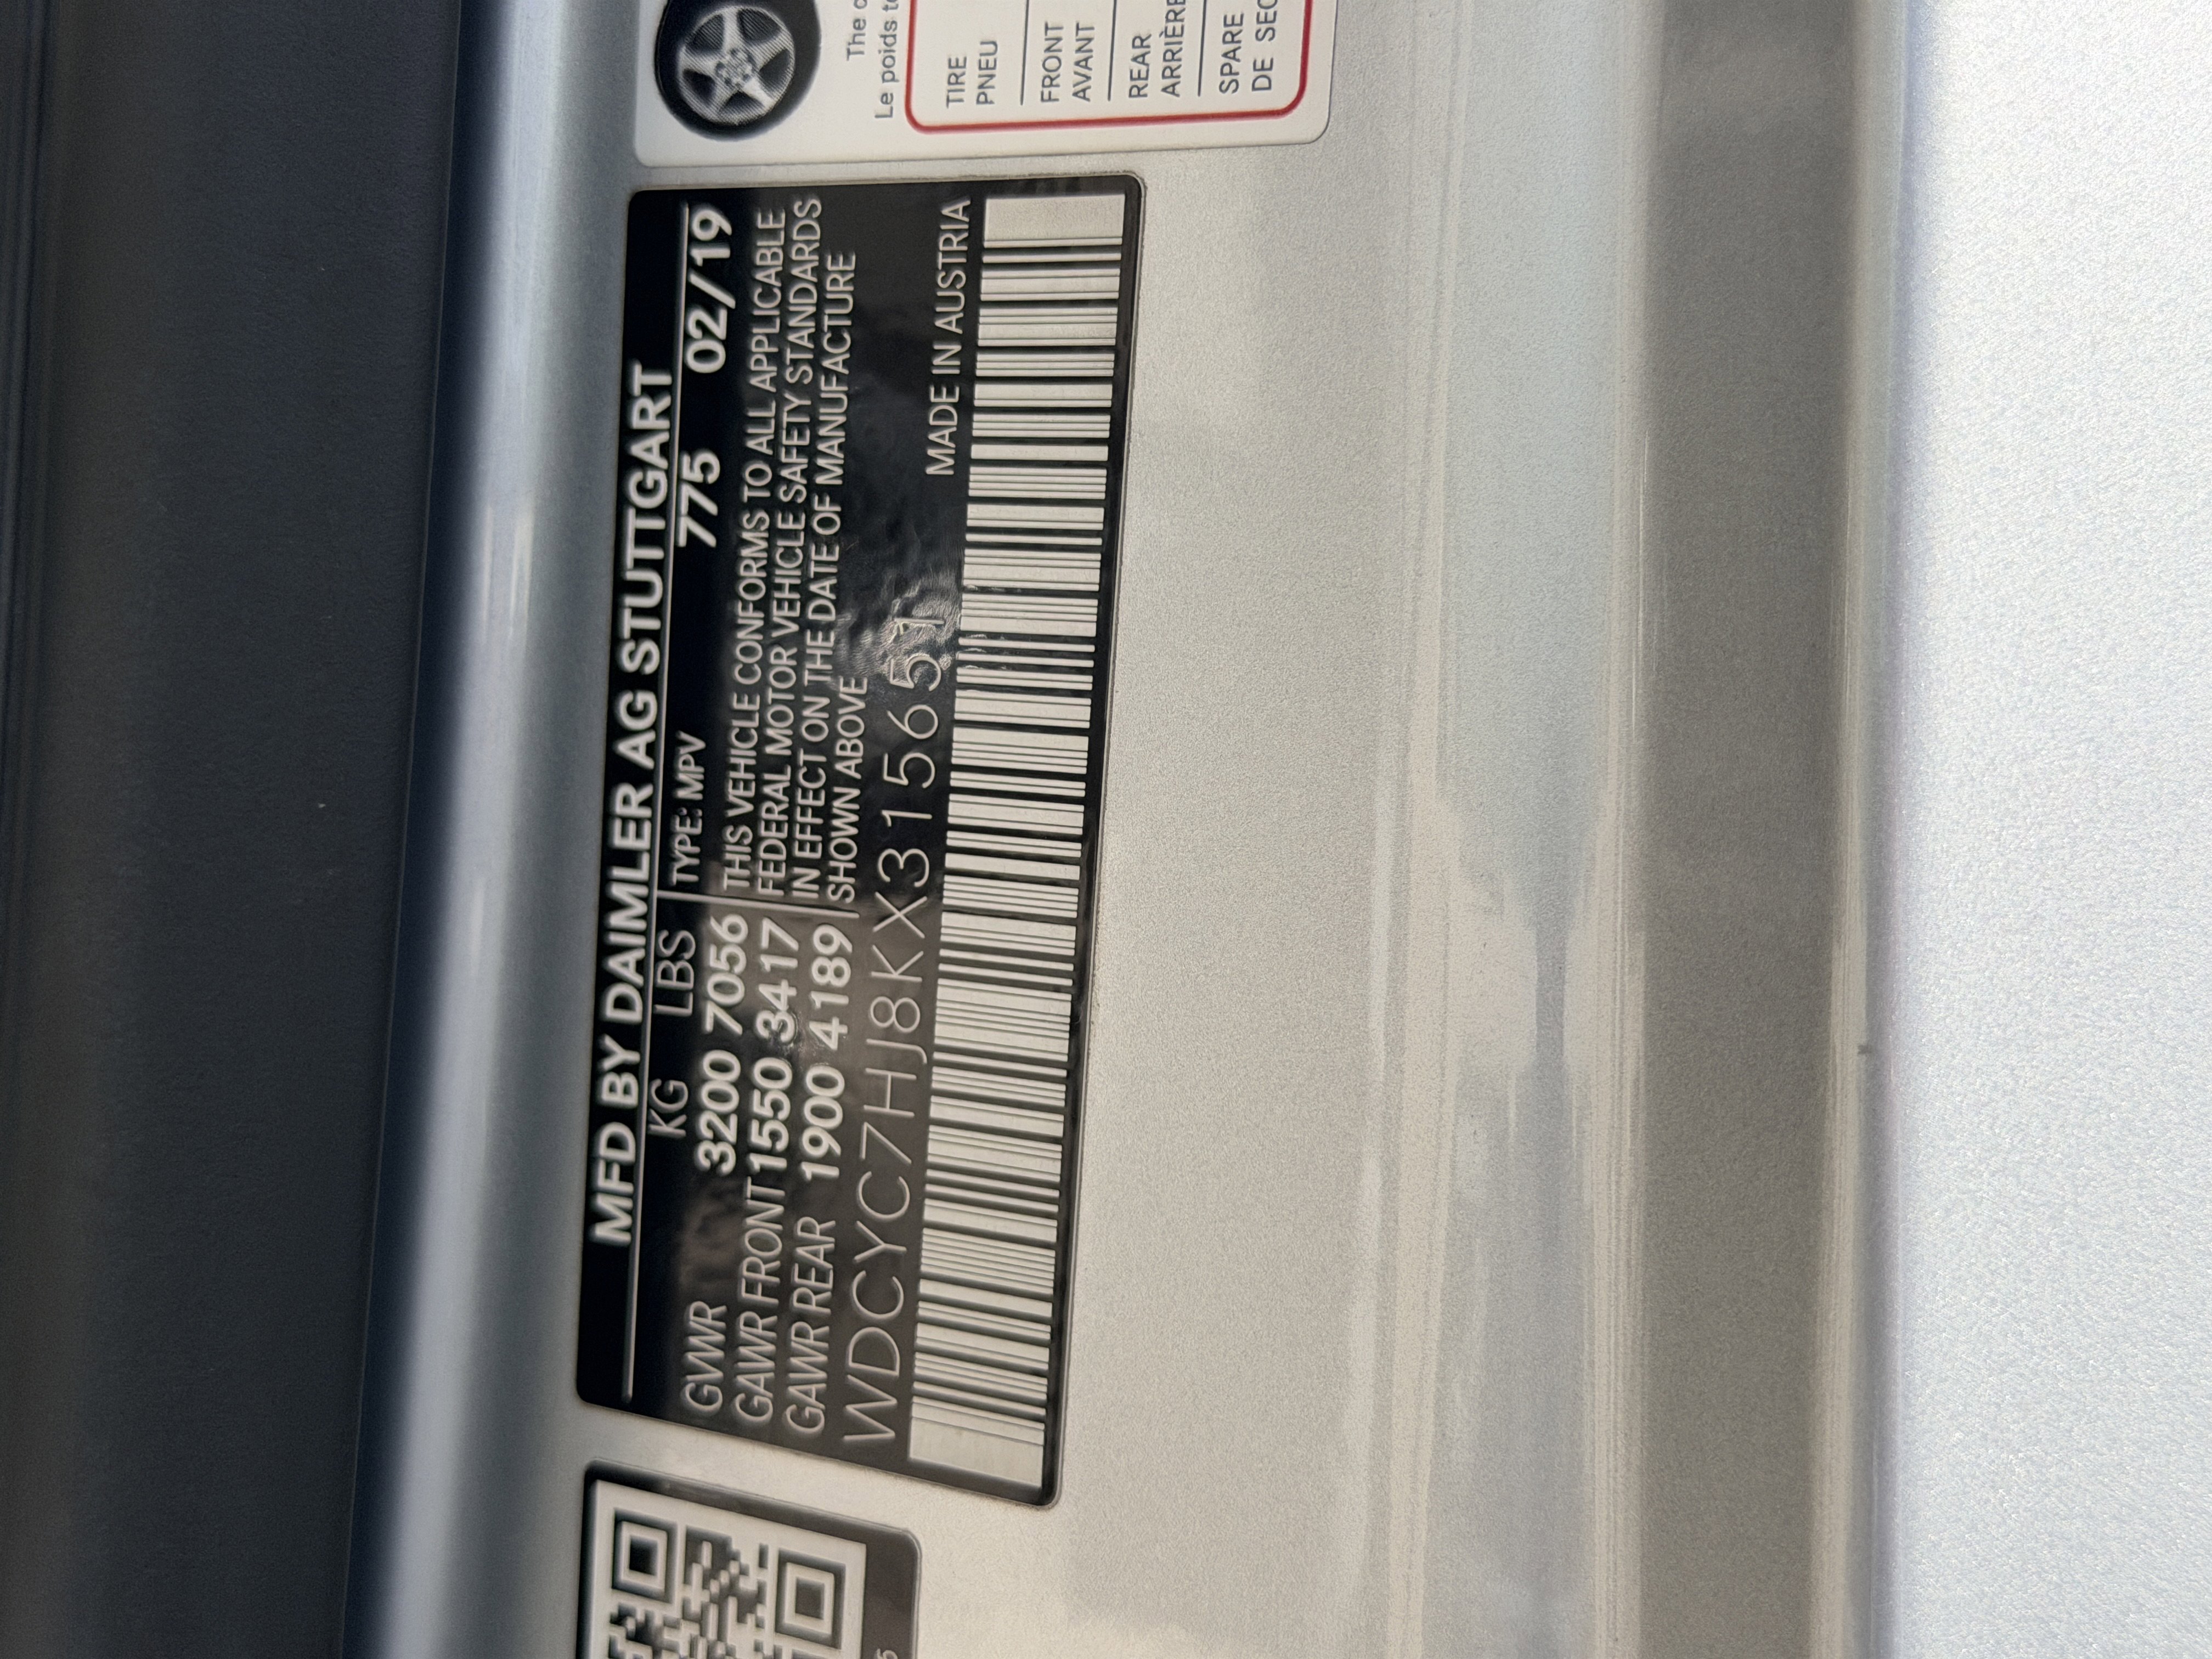 MFD BY DAIMLER AG STUTTGART
KG LBS TYPE: MPV 775 02/19
GVWR 3200 7056
GAWR FRONT 1550 3417
GAWR REAR 1900 4189
THIS VEHICLE CONFORMS TO ALL APPLICABLE
FEDERAL MOTOR VEHICLE SAFETY STANDARDS
IN EFFECT ON THE DATE OF MANUFACTURE
SHOWN ABOVE
WDCYC7HJ8KX315651
MADE IN AUSTRIA
The
Le poids
TIRE
PNEU
FRONT
AVANT
REAR
ARRIÈRE
SPARE
DE